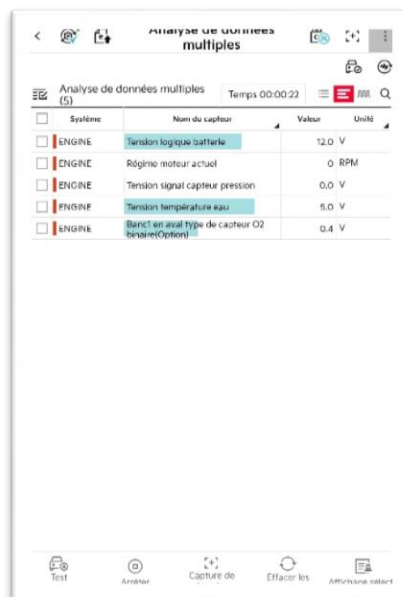 Analyse de données
multiples
Analyse de données multiples
(5)
Temps 00:00:22
Système Nom du capteur Valeur Unité
ENGINE Tension logique batterie 12.0 V
ENGINE Régime moteur actuel 0 RPM
ENGINE Tension signal capteur pression 0.0 V
ENGINE Tension température eau 5.0 V
ENGINE Banc1 en aval type de capteur O2
binaire(Option) 0.4 V
Test Arrêter Capture de Effacer les Affichage sélect